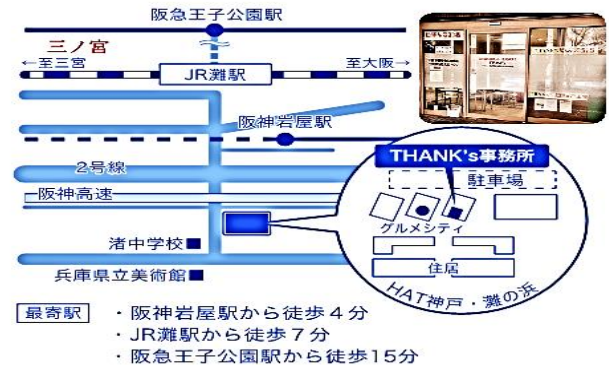 阪急王子公園駅
三ノ宮
←至三宮
JR灘駅
至大阪→
阪神岩屋駅
2号線
阪神高速
THANK's事務所
駐車場
グルメシティ
住居
HAT神戸・灘の浜
渚中学校
兵庫県立美術館
最寄駅
・阪神岩屋駅から徒歩4分
・JR灘駅から徒歩7分
・阪急王子公園駅から徒歩15分